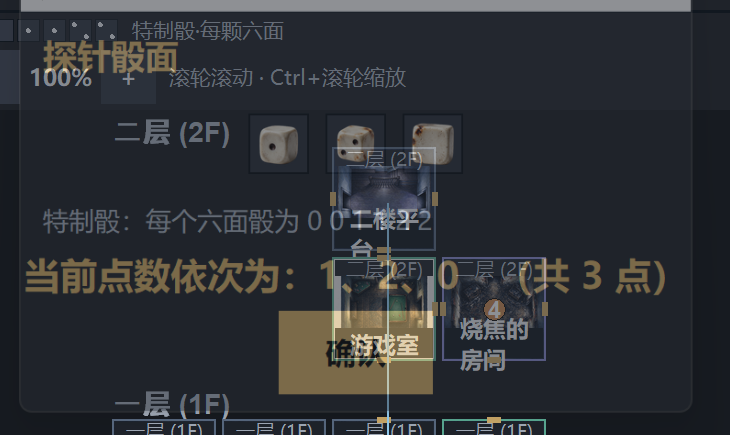 特制骰·每颗六面
探针骰面
100% + 滚轮滚动 · Ctrl+滚轮缩放
二层 (2F)
二层 (2F)
特制骰：每个六面骰为 0 0 1 1 2 2
二楼平台
当前点数依次为：1、2、0 （共 3 点）
二层 (2F) 二层 (2F)
4
游戏室 烧焦的房间
确认
一层 (1F)
一层 (1F) 一层 (1F) 一层 (1F) 一层 (1F)